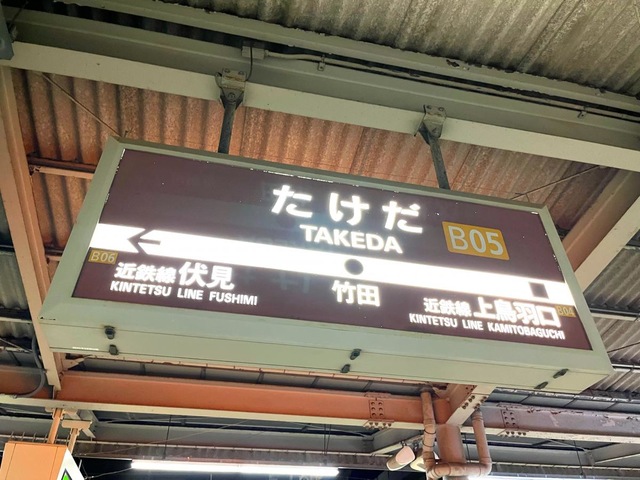 たけだ
TAKEDA
B05
B06
近鉄線 伏見
KINTETSU LINE FUSHIMI
竹田
近鉄線 上鳥羽口
B04
KINTETSU LINE KAMITOBAGUCHI